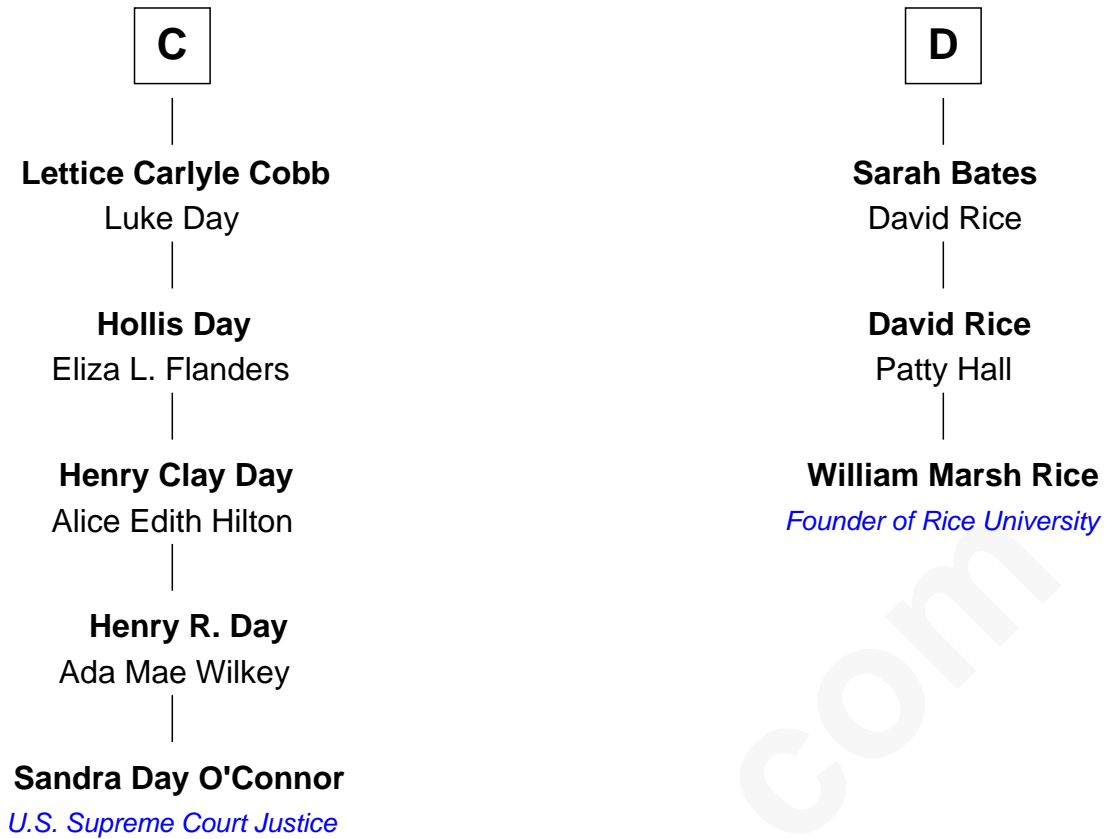 C
Lettice Carlyle Cobb
Luke Day
Hollis Day
Eliza L. Flanders
Henry Clay Day
Alice Edith Hilton
Henry R. Day
Ada Mae Wilkey
Sandra Day O'Connor
U.S. Supreme Court Justice
D
Sarah Bates
David Rice
David Rice
Patty Hall
William Marsh Rice
Founder of Rice University
com